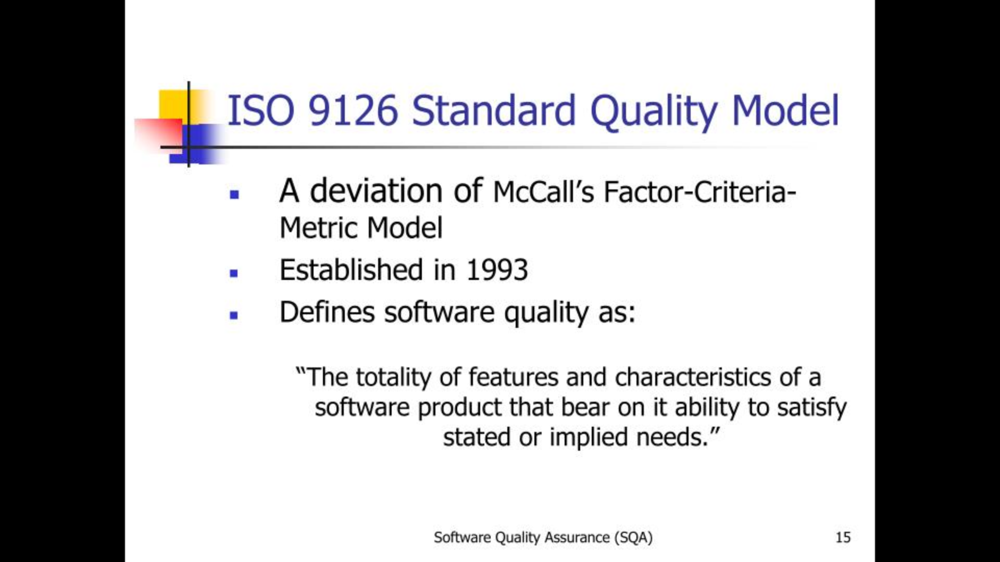 ISO 9126 Standard Quality Model
A deviation of McCall's Factor-Criteria-
Metric Model
Established in 1993
Defines software quality as:
“The totality of features and characteristics of a
software product that bear on it ability to satisfy
stated or implied needs.”
Software Quality Assurance (SQA)
15